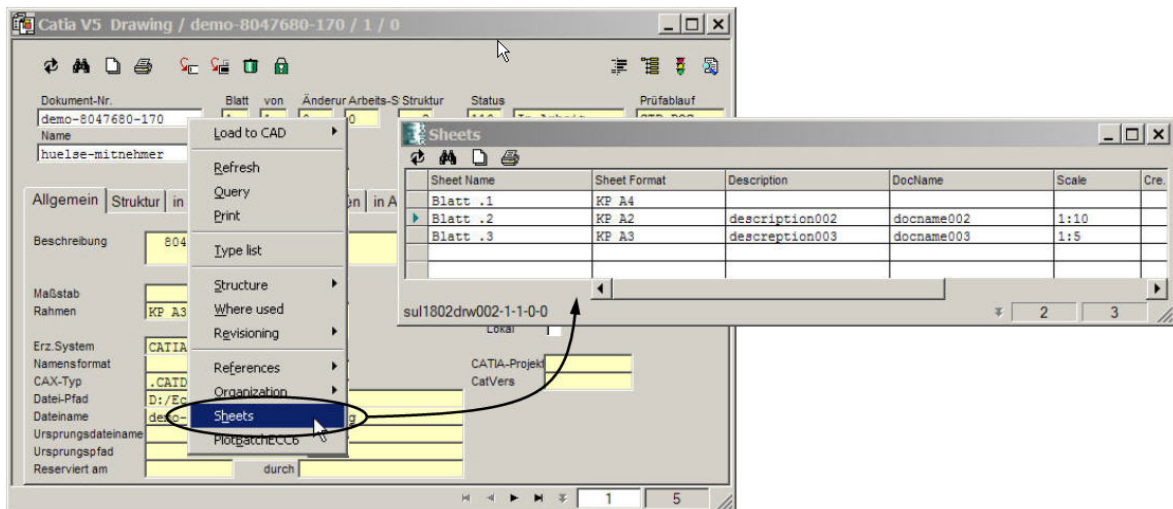 Catia V5 Drawing / demo-8047680-170 / 1 / 0
Dokument-Nr. Blatt von Änderur Arbeits-S Struktur Status Prüfablauf
demo-8047680-170
Name
huelse-mitnehmer
Allgemein Struktur in
Beschreibung 804
Maßstab
Rahmen KP A3
Lokal
Erz.System CATIA
Namensformat
CATIA-Projekt
CAX-Typ .CATD
CatVers
Datei-Pfad D:/Ec
Dateiname demo-
Ursprungsdateiname
Ursprungspfad
Reserviert am durch
1 5
Load to CAD
Refresh
Query
Print
Type list
Structure
Where used
Revisioning
References
Organization
Sheets
PlotBatchECC6
Sheets
Sheet Name Sheet Format Description DocName Scale Cre.
Blatt .1 KP A4
Blatt .2 KP A2 description002 docname002 1:10
Blatt .3 KP A3 descreption003 docname003 1:5
sul1802drw002-1-1-0-0 2 3